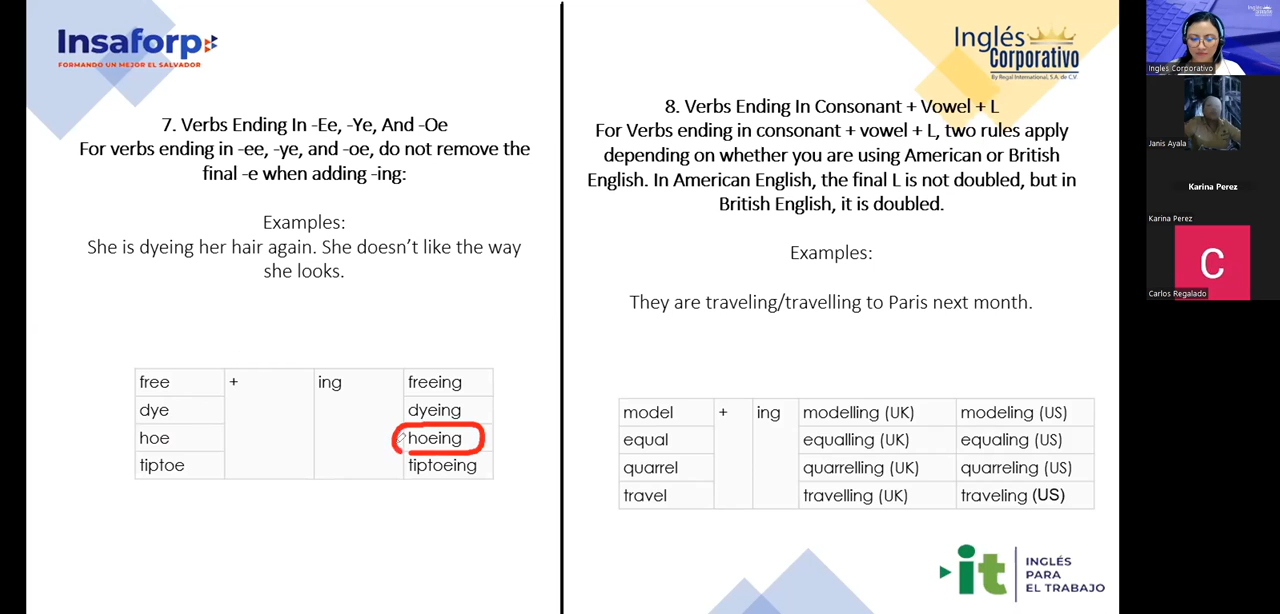 Insaforp
FORMANDO UN MEJOR EL SALVADOR
7. Verbs Ending In -Ee, -Ye, And -Oe
For verbs ending in -ee, -ye, and -oe, do not remove the
final -e when adding -ing:
Examples:
She is dyeing her hair again. She doesn’t like the way
she looks.
free + ing freeing
dye dyeing
hoe hoeing
tiptoe tiptoeing
Inglés
Corporativo
By Regal International, S.A. de C.V.
8. Verbs Ending In Consonant + Vowel + L
For Verbs ending in consonant + vowel + L, two rules apply
depending on whether you are using American or British
English. In American English, the final L is not doubled, but in
British English, it is doubled.
Examples:
They are traveling/travelling to Paris next month.
model + ing modelling (UK) modeling (US)
equal equalling (UK) equaling (US)
quarrel quarrelling (UK) quarreling (US)
travel travelling (UK) traveling (US)
it
INGLÉS
PARA
EL TRABAJO
Ingles Corporativo
Janis Ayala
Karina Perez
Karina Perez
C
Carlos Regalado